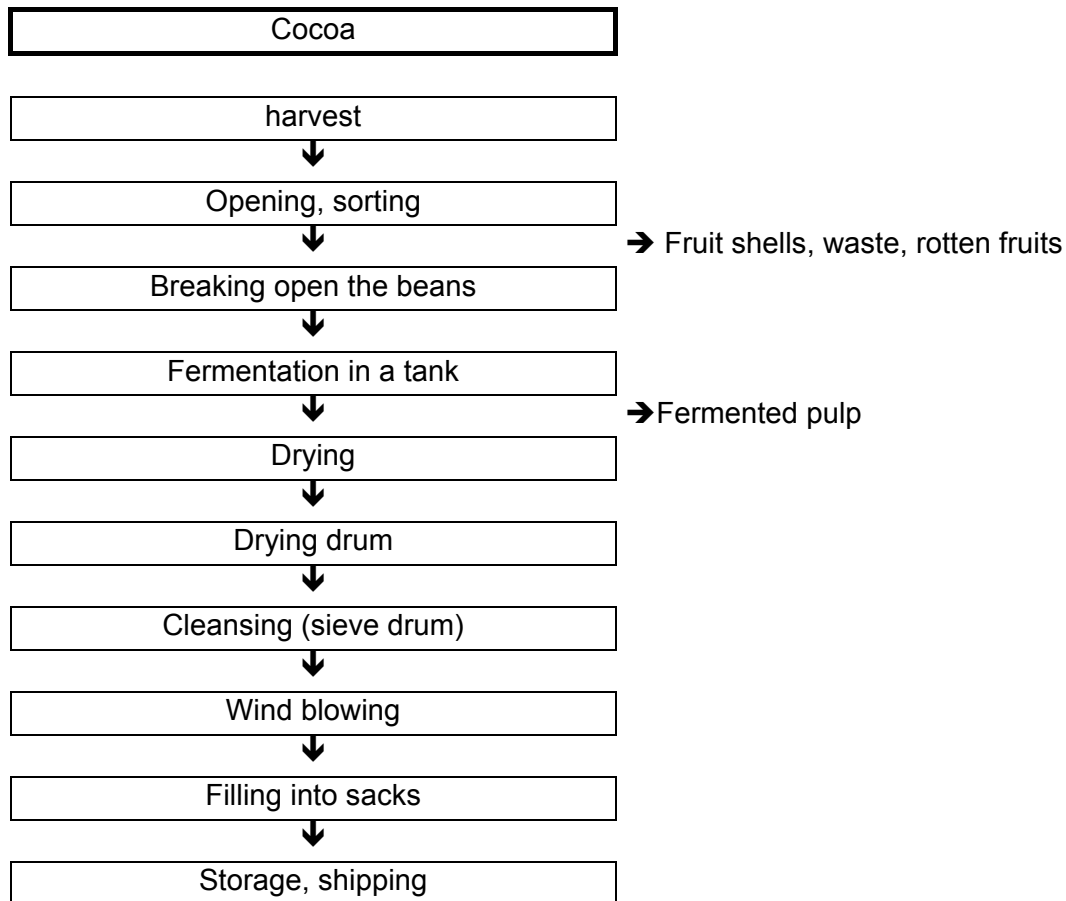 Cocoa
harvest
🡻
Opening, sorting
🡻
➔ Fruit shells, waste, rotten fruits
Breaking open the beans
🡻
Fermentation in a tank
🡻
➔Fermented pulp
Drying
🡻
Drying drum
🡻
Cleansing (sieve drum)
🡻
Wind blowing
🡻
Filling into sacks
🡻
Storage, shipping